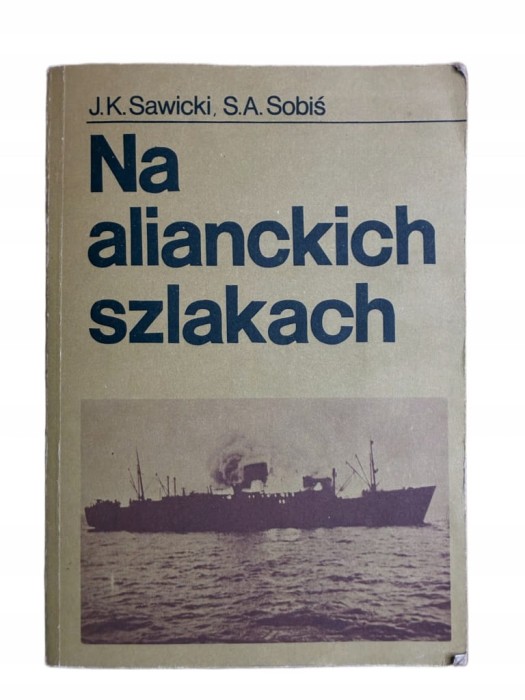 J.K. Sawicki, S.A. Sobiś
Na
alianckich
szlakach